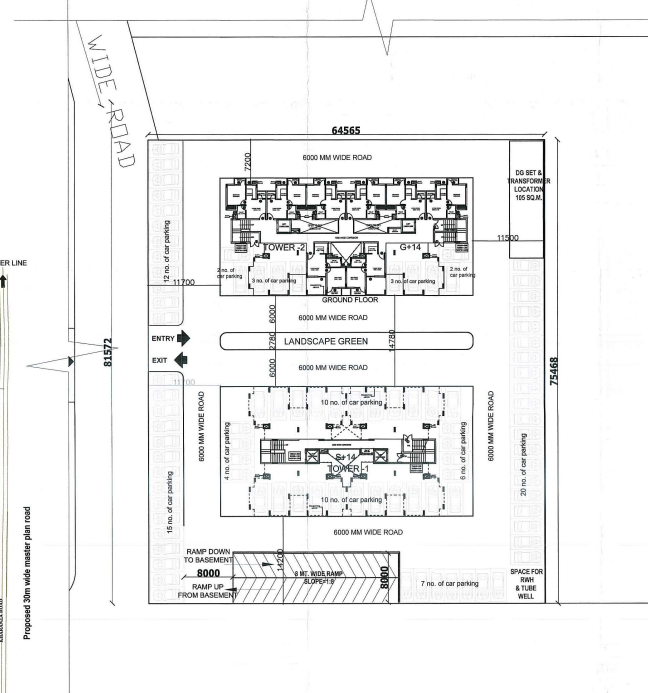 WIDE ROAD
64565
6000 MM WIDE ROAD
7200
DG SET &
TRANSFORMER
LOCATION
105 SQ.M.
12 no. of car parking
TOWER -2
G+14
11500
ER LINE
2 no. of
car parking
3 no. of car parking
3 no. of car parking
2 no. of
car parking
11700
GROUND FLOOR
6000
6000 MM WIDE ROAD
ENTRY
2780
LANDSCAPE GREEN
14780
EXIT
6000
6000 MM WIDE ROAD
81572
75468
11700
10 no. of car parking
6000 MM WIDE ROAD
4 no. of car parking
S+14
TOWER -1
6 no. of car parking
6000 MM WIDE ROAD
20 no. of car parking
10 no. of car parking
15 no. of car parking
6000 MM WIDE ROAD
Proposed 30m wide master plan road
RAMP DOWN
TO BASEMENT
14200
8000
8 MT. WIDE RAMP
SLOPE=1:8
8000
RAMP UP
FROM BASEMENT
7 no. of car parking
SPACE FOR
RWH
& TUBE
WELL